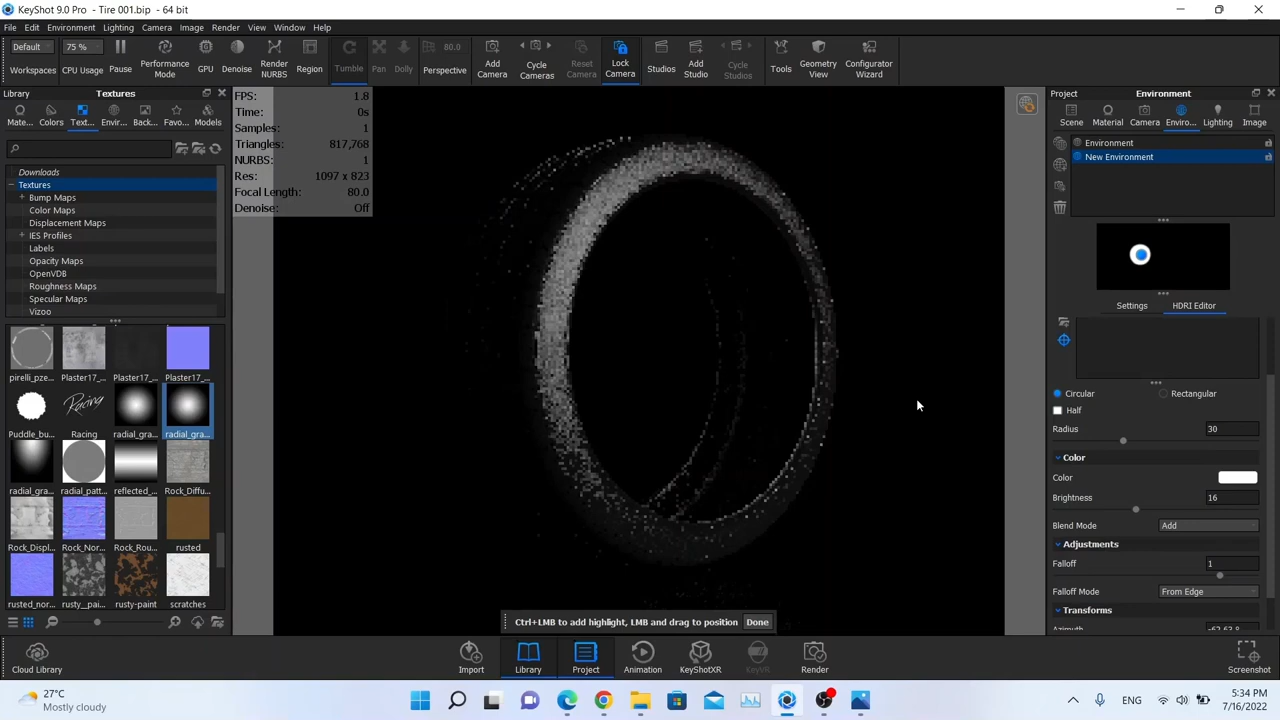 KeyShot 9.0 Pro - Tire 001.bip - 64 bit
File Edit Environment Lighting Camera Image Render View Window Help
Default
75 %
80.0
Workspaces CPU Usage Pause Performance Mode GPU Denoise Render NURBS Region Tumble Pan Dolly Perspective Add Camera Cycle Cameras Reset Camera Lock Camera Studios Add Studio Cycle Studios Tools Geometry View Configurator Wizard
Library Textures
Mate... Colors Text... Envir... Back... Favo... Models
Downloads
Textures
Bump Maps
Color Maps
Displacement Maps
IES Profiles
Labels
Opacity Maps
OpenVDB
Roughness Maps
Specular Maps
Vizoo
pirelli_pze... Plaster17_... Plaster17_... Plaster17_...
Racing
Puddle_bu... Racing radial_gra... radial_gra...
radial_gra... radial_patt... reflected_... Rock_Diffu...
Rock_Displ... Rock_Nor... Rock_Rou... rusted
rusted_nor... rusty__pai... rusty-paint scratches
FPS: 1.8
Time: 0s
Samples: 1
Triangles: 817,768
NURBS: 1
Res: 1097 x 823
Focal Length: 80.0
Denoise: Off
Ctrl+LMB to add highlight, LMB and drag to position Done
Project Environment
Scene Material Camera Enviro... Lighting Image
Environment
New Environment
Settings HDRI Editor
Circular Rectangular
Half
Radius 30
Color
Color
Brightness 16
Blend Mode Add
Adjustments
Falloff 1
Falloff Mode From Edge
Transforms
Azimuth -62.63 °
Cloud Library Import Library Project Animation KeyShotXR KeyVR Render Screenshot
27°C
Mostly cloudy
ENG
5:34 PM
7/16/2022